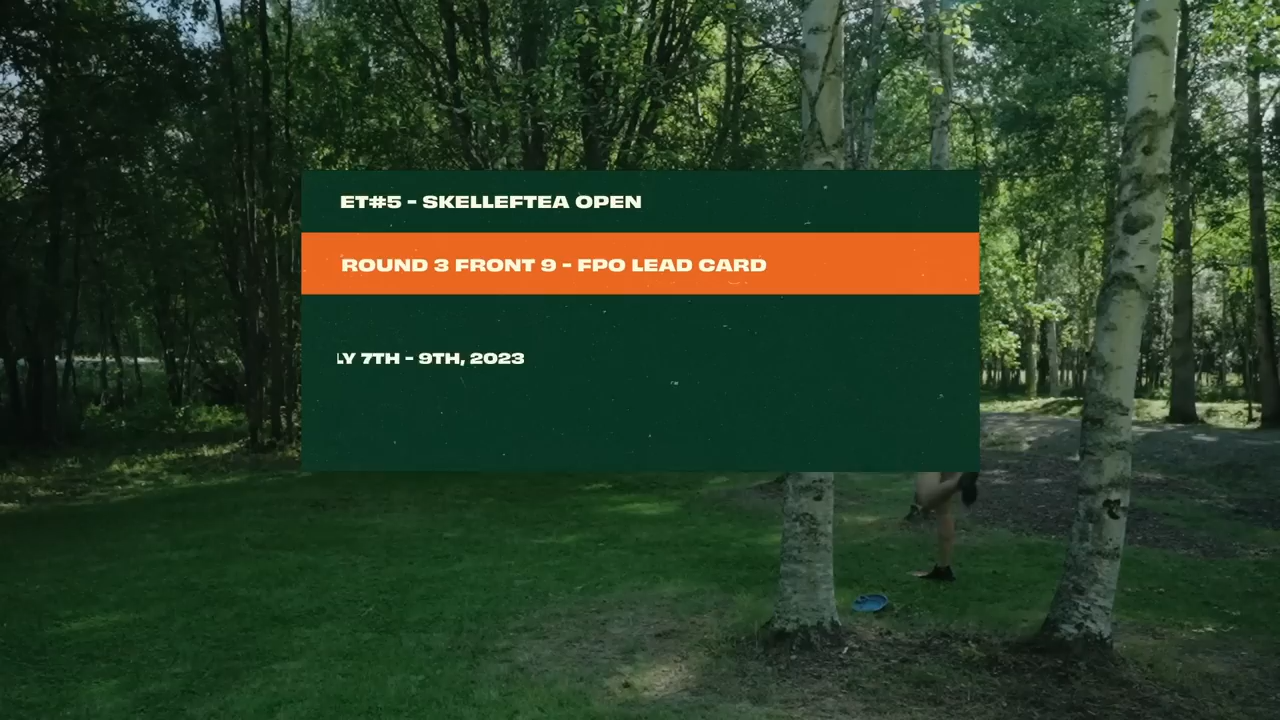 ET#5 - SKELLEFTEA OPEN
ROUND 3 FRONT 9 - FPO LEAD CARD
LY 7TH - 9TH, 2023